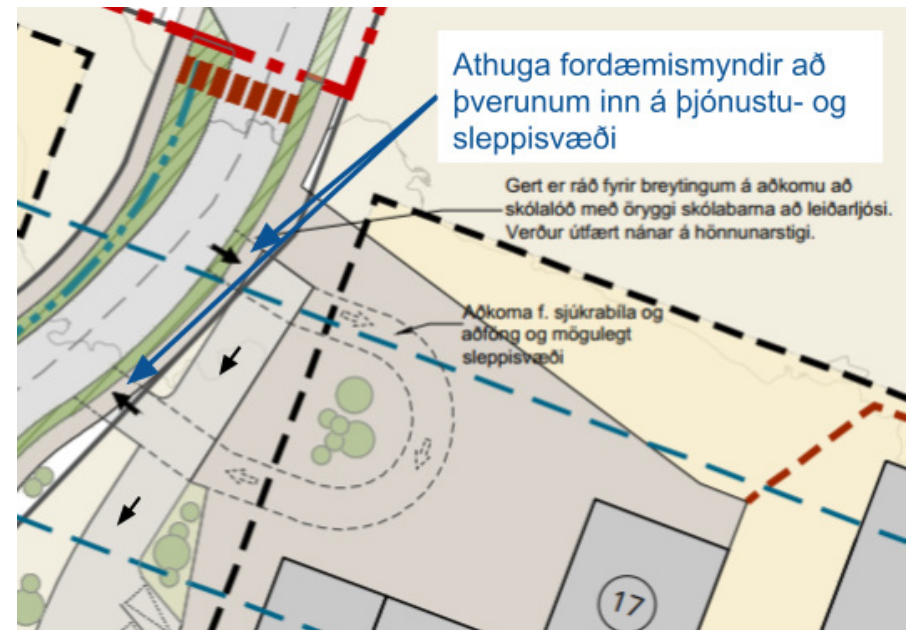 Athuga fordæmismyndir að
þverunum inn á þjónustu- og
sleppisvæði
Gert er ráð fyrir breytingum á aðkomu að
skólalóð með öryggi skólabarna að leiðarljósi.
Verður útfært nánar á hönnunarstigi.
Aðkoma f. sjúkrabíla og
aðföng og mögulegt
sleppisvæði
17